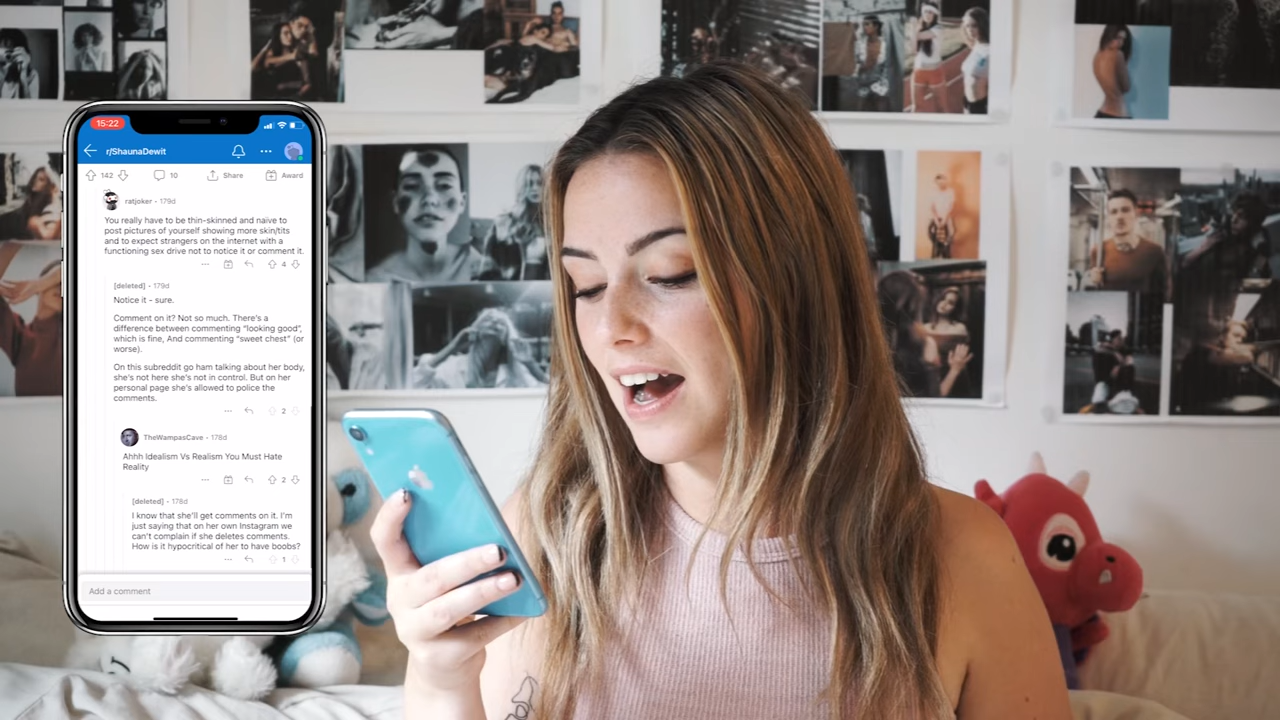 15:22
r/ShaunaDewit
142
10
Share
Award
ratjoker • 179d
You really have to be thin-skinned and naive to
post pictures of yourself showing more skin/tits
and to expect strangers on the internet with a
functioning sex drive not to notice it or comment it.
4
[deleted] • 179d
Notice it - sure.
Comment on it? Not so much. There's a
difference between commenting "looking good",
which is fine, And commenting "sweet chest" (or
worse).
On this subreddit go ham talking about her body,
she's not here she's not in control. But on her
personal page she's allowed to police the
comments.
2
TheWampasCave • 178d
Ahhh Idealism Vs Realism You Must Hate
Reality
2
[deleted] • 178d
I know that she'll get comments on it. I'm
just saying that on her own Instagram we
can't complain if she deletes comments.
How is it hypocritical of her to have boobs?
1
Add a comment